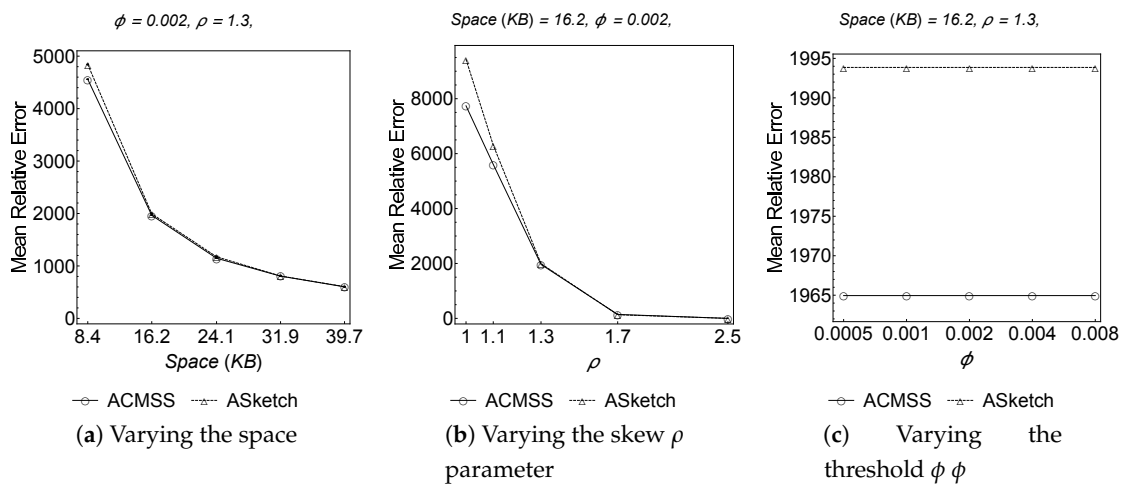 ϕ = 0.002, ρ = 1.3,
Mean Relative Error
5000
4000
3000
2000
1000
0
8.4 16.2 24.1 31.9 39.7
Space (KB)
ACMSS ASketch
(a) Varying the space
Space (KB) = 16.2, ϕ = 0.002,
Mean Relative Error
8000
6000
4000
2000
0
1 1.1 1.3 1.7 2.5
ρ
ACMSS ASketch
(b) Varying the skew ρ
parameter
Space (KB) = 16.2, ρ = 1.3,
Mean Relative Error
1995
1990
1985
1980
1975
1970
1965
0.0005 0.001 0.002 0.004 0.008
ϕ
ACMSS ASketch
(c) Varying the
threshold ϕ ϕ